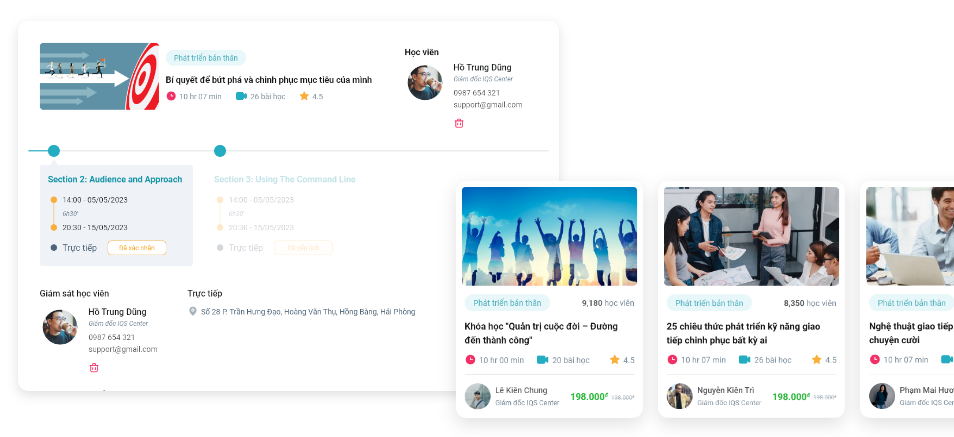 Phát triển bản thân
Bí quyết để bứt phá và chinh phục mục tiêu của mình
10 hr 07 min
26 bài học
4.5
Học viên
Hồ Trung Dũng
Giám đốc IQS Center
0987 654 321
support@gmail.com
Section 2: Audience and Approach
14:00 - 05/05/2023
6h30'
20:30 - 15/05/2023
Trực tiếp
Đã xác nhận
Section 3: Using The Command Line
14:00 - 05/05/2023
6h30'
20:30 - 15/05/2023
Trực tiếp
Giám sát học viên
Hồ Trung Dũng
Giám đốc IQS Center
0987 654 321
support@gmail.com
Trực tiếp
Số 28 P. Trần Hưng Đạo, Hoàng Văn Thụ, Hồng Bàng, Hải Phòng
Phát triển bản thân
9,180 học viên
Khóa học "Quản trị cuộc đời – Đường
đến thành công"
10 hr 00 min
20 bài học
4.5
Lê Kiên Chung
Giám đốc IQS Center
198.000đ
198.000đ
Phát triển bản thân
8,350 học viên
25 chiêu thức phát triển kỹ năng giao
tiếp chinh phục bất kỳ ai
10 hr 07 min
26 bài học
4.5
Nguyễn Kiên Trì
Giám đốc IQS Center
198.000đ
198.000đ
Phát triển bản thân
Nghệ thuật giao tiếp
chuyện cười
10 hr 07 min
Phạm Mai Hươ
Giám đốc IQS Cente